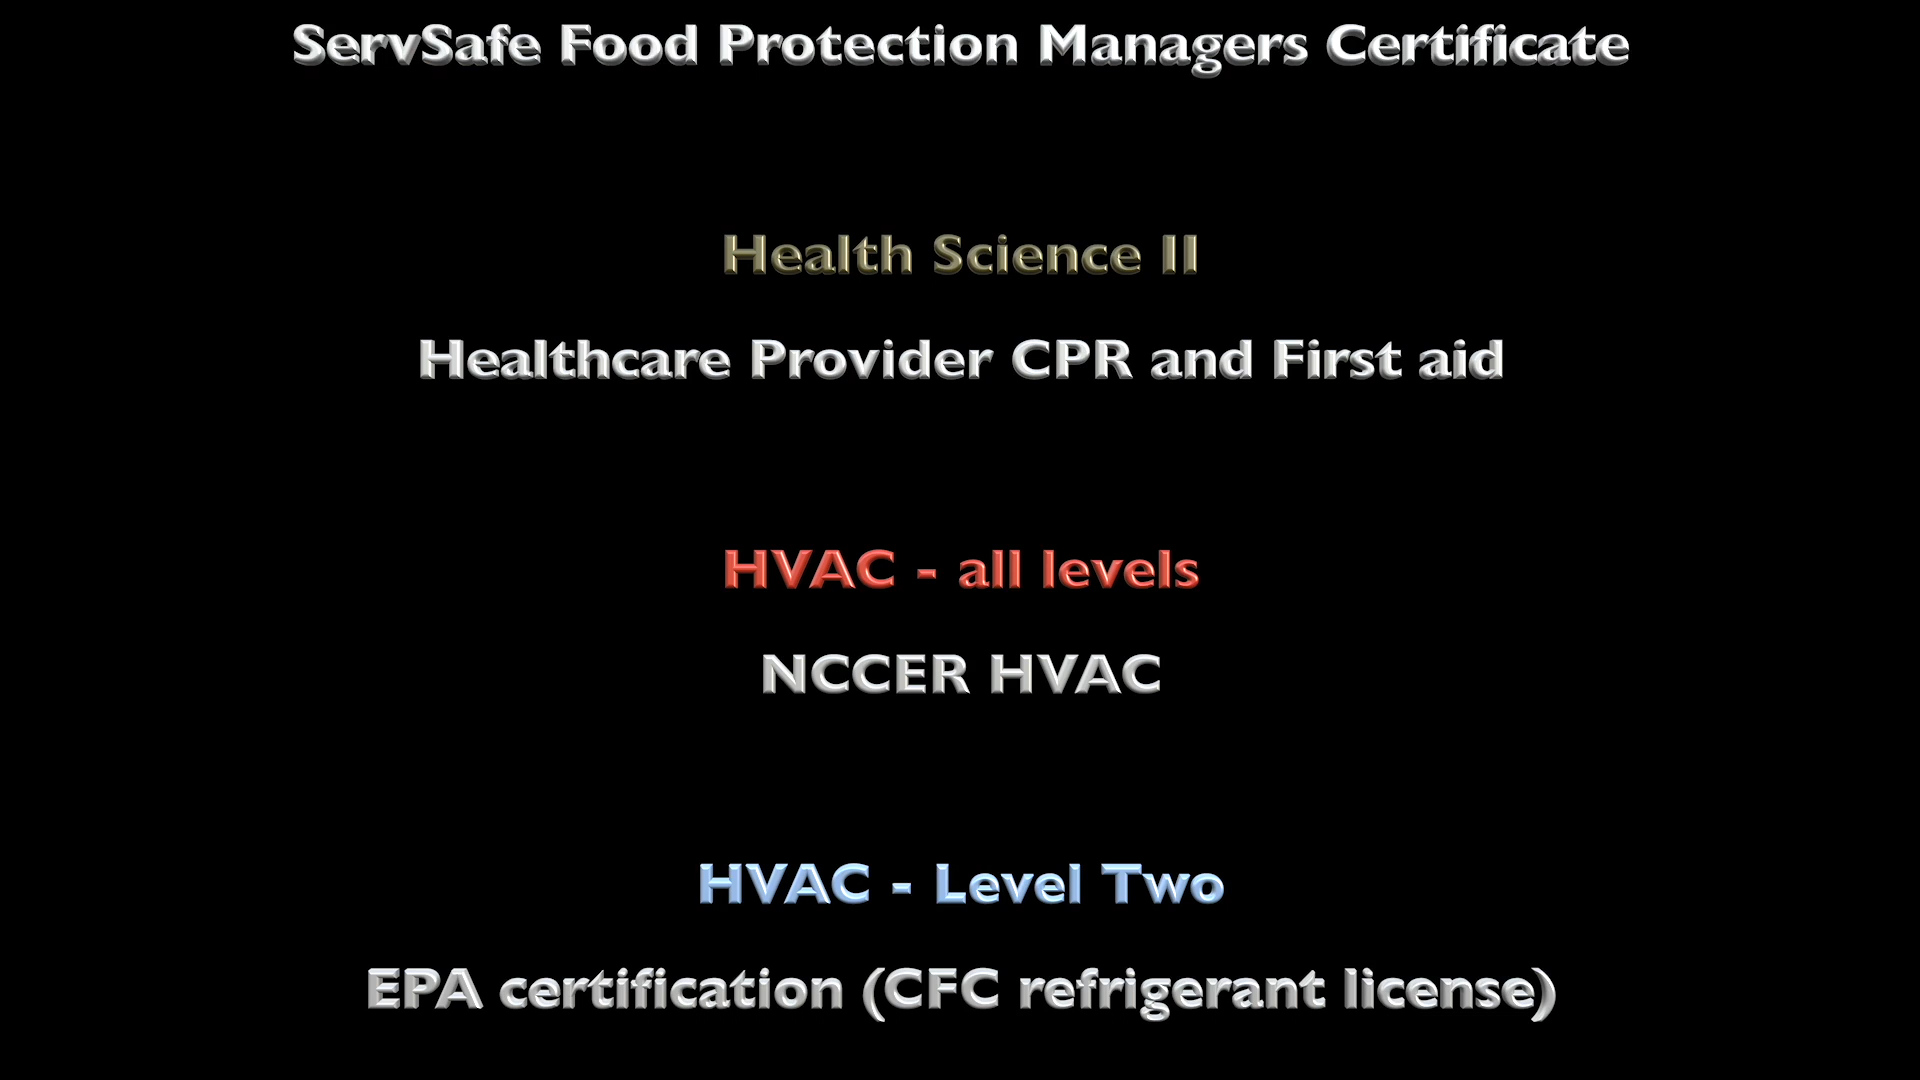 ServSafe Food Protection Managers Certificate
Health Science II
Healthcare Provider CPR and First aid
HVAC - all levels
NCCER HVAC
HVAC - Level Two
EPA certification (CFC refrigerant license)